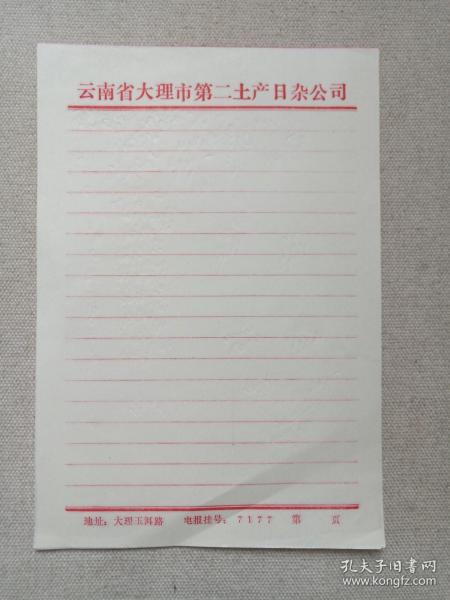 云南省大理市第二土产日杂公司
地址：大理玉洱路 电报挂号：7177 第 页
孔夫子旧书网
www.kongfz.com